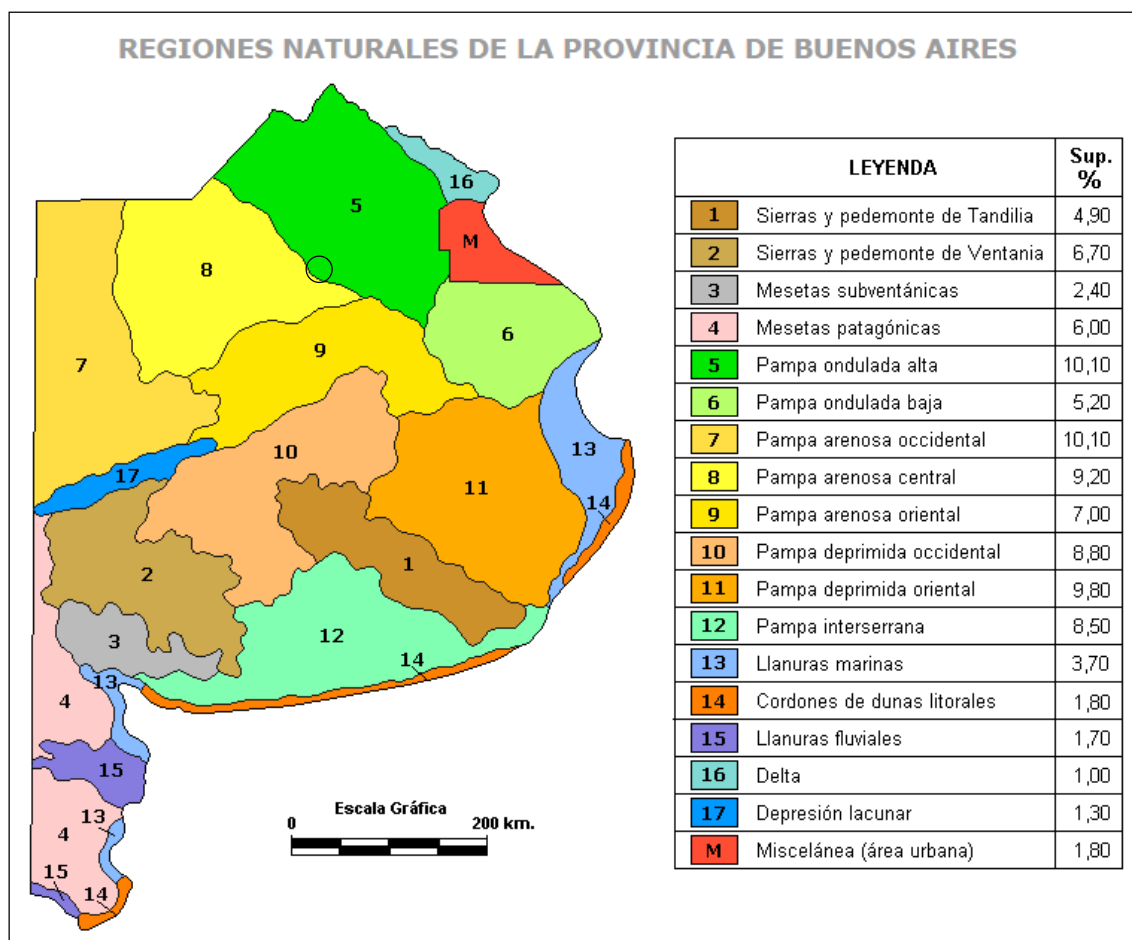 REGIONES NATURALES DE LA PROVINCIA DE BUENOS AIRES
16
5
M
8
6
9
7
13
10
17
11
14
1
2
12
3
14
13
4
15
13
4
15
14
Escala Gráfica
0 200 km.
LEYENDA Sup. %
1 Sierras y pedemonte de Tandilia 4,90
2 Sierras y pedemonte de Ventania 6,70
3 Mesetas subventánicas 2,40
4 Mesetas patagónicas 6,00
5 Pampa ondulada alta 10,10
6 Pampa ondulada baja 5,20
7 Pampa arenosa occidental 10,10
8 Pampa arenosa central 9,20
9 Pampa arenosa oriental 7,00
10 Pampa deprimida occidental 8,80
11 Pampa deprimida oriental 9,80
12 Pampa interserrana 8,50
13 Llanuras marinas 3,70
14 Cordones de dunas litorales 1,80
15 Llanuras fluviales 1,70
16 Delta 1,00
17 Depresión lacunar 1,30
M Miscelánea (área urbana) 1,80